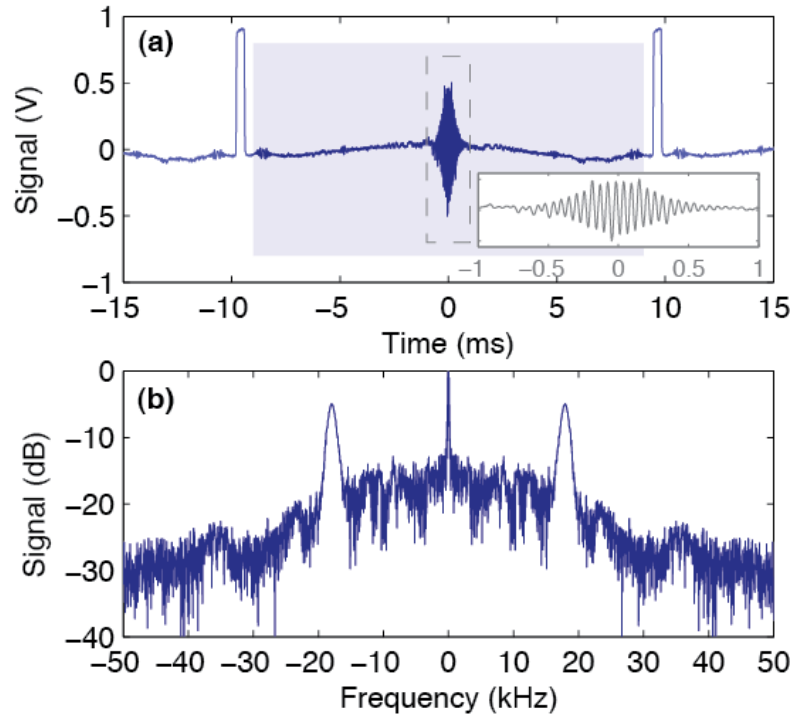 (a)
1
0.5
0
−0.5
−1
Signal (V)
−1 −0.5 0 0.5 1
−15 −10 −5 0 5 10 15
Time (ms)
(b)
0
−10
−20
−30
−40
Signal (dB)
−50 −40 −30 −20 −10 0 10 20 30 40 50
Frequency (kHz)